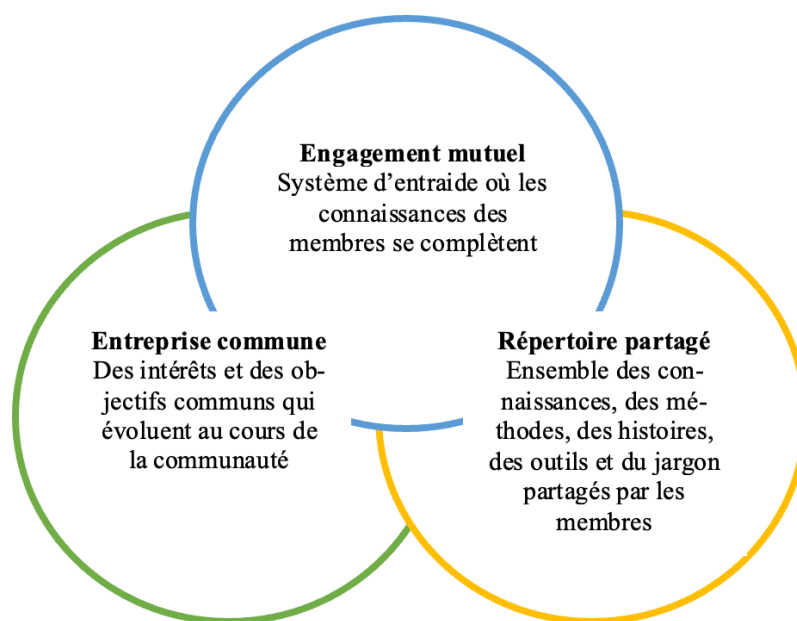 Engagement mutuel
Système d'entraide où les
connaissances des
membres se complètent
Entreprise commune
Des intérêts et des ob-
jectifs communs qui
évoluent au cours de
la communauté
Répertoire partagé
Ensemble des con-
naissances, des mé-
thodes, des histoires,
des outils et du jargon
partagés par les
membres